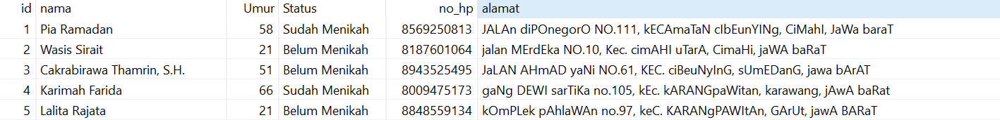 id nama Umur Status no_hp alamat
1 Pia Ramadan 58 Sudah Menikah 8569250813 JALAn diPOnegorO NO.111, kECAmaTaN cIbEunYINg, CiMahI, JaWa baraT
2 Wasis Sirait 21 Belum Menikah 8187601064 jalan MErdEka NO.10, Kec. cimAHI uTarA, CimaHi, jaWA baRaT
3 Cakrabirawa Thamrin, S.H. 51 Belum Menikah 8943525495 JaLAN AHmAD yaNi NO.61, KEC. ciBeuNyInG, sUmEDanG, jawa bArAT
4 Karimah Farida 66 Sudah Menikah 8009475173 gaNg DEWI sarTiKa no.105, kEc. kARANGpaWitan, karawang, jAwA baRat
5 Lalita Rajata 21 Belum Menikah 8848559134 kOmPLek pAhlaWAn no.97, keC. KARANgPAWItAn, GArUt, jawA BARaT